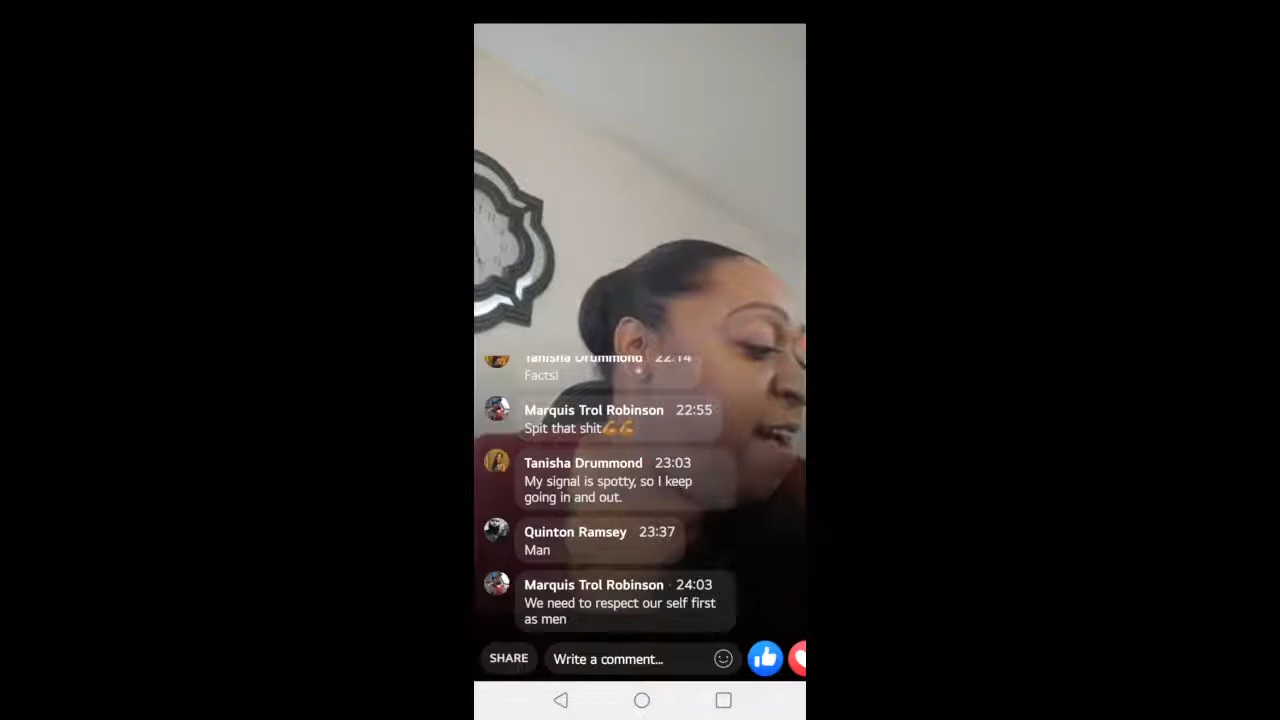 Tanisha Drummond 22:14
Facts!
Marquis Trol Robinson 22:55
Spit that shit💪💪
Tanisha Drummond 23:03
My signal is spotty, so I keep
going in and out.
Quinton Ramsey 23:37
Man
Marquis Trol Robinson · 24:03
We need to respect our self first
as men
SHARE Write a comment...